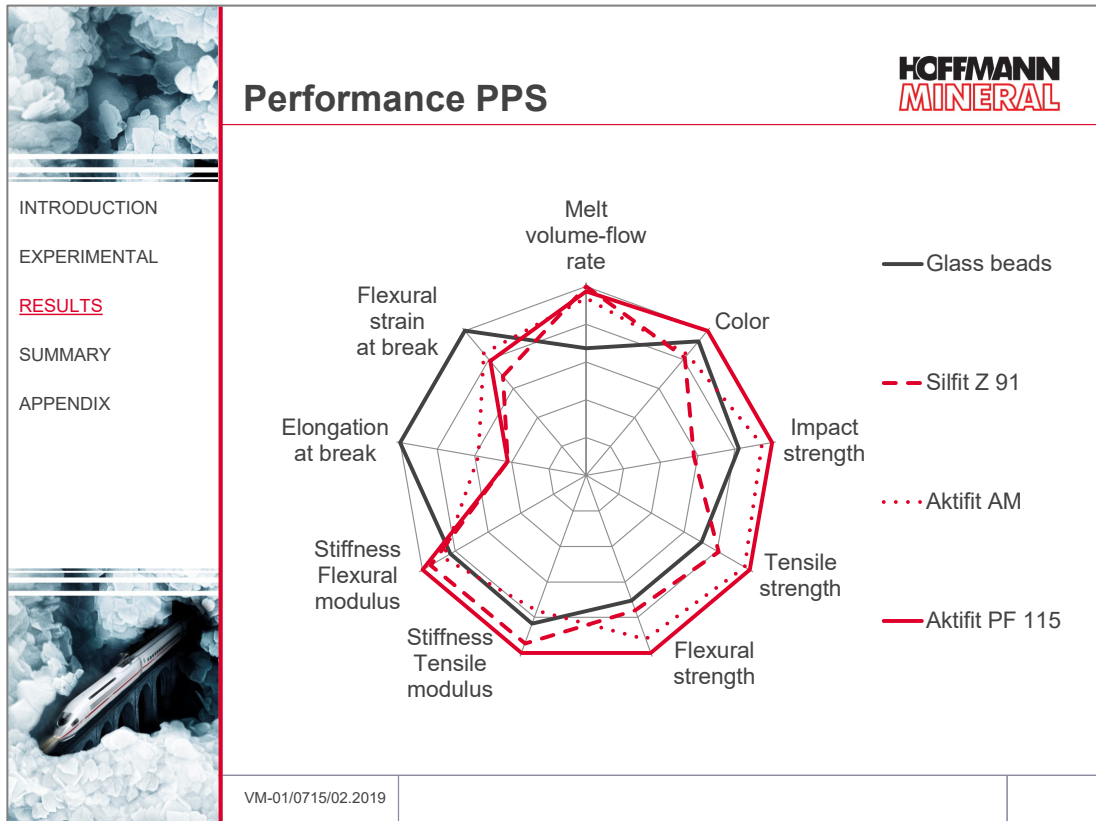 Performance PPS
HOFFMANN
MINERAL
INTRODUCTION
EXPERIMENTAL
RESULTS
SUMMARY
APPENDIX
Melt
volume-flow
rate
Color
Impact
strength
Tensile
strength
Flexural
strength
Stiffness
Tensile
modulus
Stiffness
Flexural
modulus
Elongation
at break
Flexural
strain
at break
Glass beads
Silfit Z 91
Aktifit AM
Aktifit PF 115
VM-01/0715/02.2019